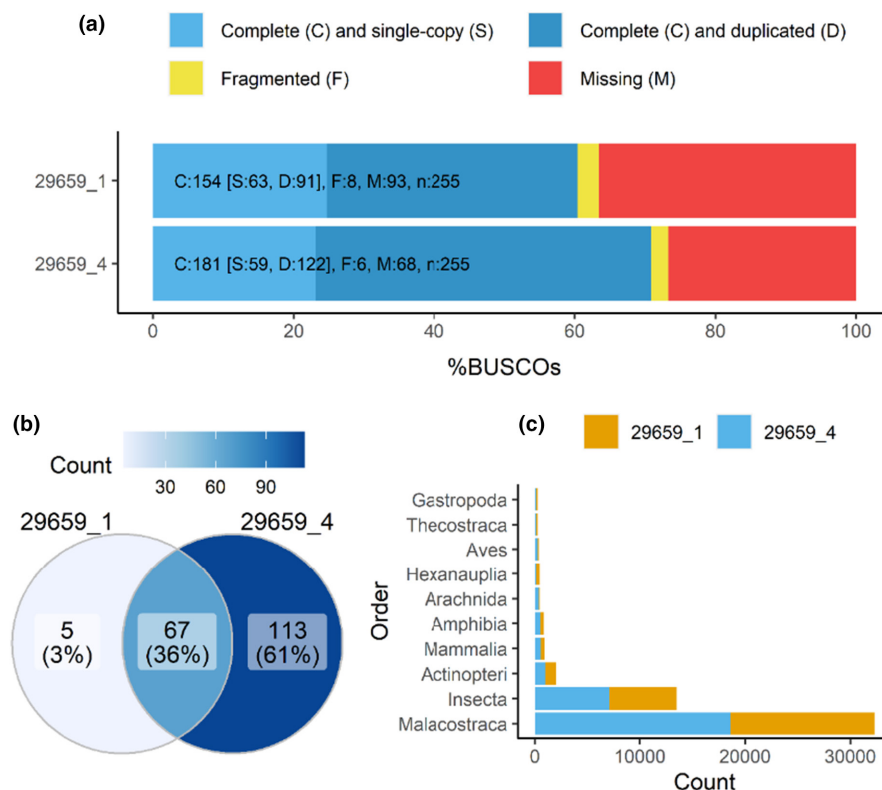 (a)
Complete (C) and single-copy (S)
Complete (C) and duplicated (D)
Fragmented (F)
Missing (M)
29659_1
C:154 [S:63, D:91], F:8, M:93, n:255
29659_4
C:181 [S:59, D:122], F:6, M:68, n:255
0 20 40 60 80 100
%BUSCOs
(b)
Count
30 60 90
29659_1
29659_4
5
(3%)
67
(36%)
113
(61%)
(c)
29659_1
29659_4
Order
Gastropoda
Thecostraca
Aves
Hexanauplia
Arachnida
Amphibia
Mammalia
Actinopteri
Insecta
Malacostraca
0 10000 20000 30000
Count